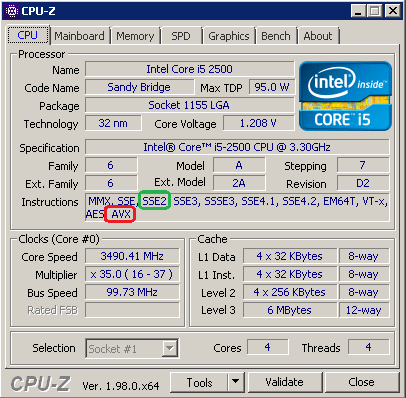 CPU-Z
CPU Mainboard Memory SPD Graphics Bench About
Processor
Name Intel Core i5 2500
Code Name Sandy Bridge Max TDP 95.0 W
Package Socket 1155 LGA
Technology 32 nm Core Voltage 1.208 V
intel inside™
CORE™ i5
Specification Intel® Core™ i5-2500 CPU @ 3.30GHz
Family 6 Model A Stepping 7
Ext. Family 6 Ext. Model 2A Revision D2
Instructions MMX, SSE, SSE2, SSE3, SSSE3, SSE4.1, SSE4.2, EM64T, VT-x,
AES, AVX
Clocks (Core #0) Cache
Core Speed 3490.41 MHz L1 Data 4 x 32 KBytes 8-way
Multiplier x 35.0 ( 16 - 37 ) L1 Inst. 4 x 32 KBytes 8-way
Bus Speed 99.73 MHz Level 2 4 x 256 KBytes 8-way
Rated FSB Level 3 6 MBytes 12-way
Selection Socket #1 Cores 4 Threads 4
CPU-Z Ver. 1.98.0.x64 Tools Validate Close